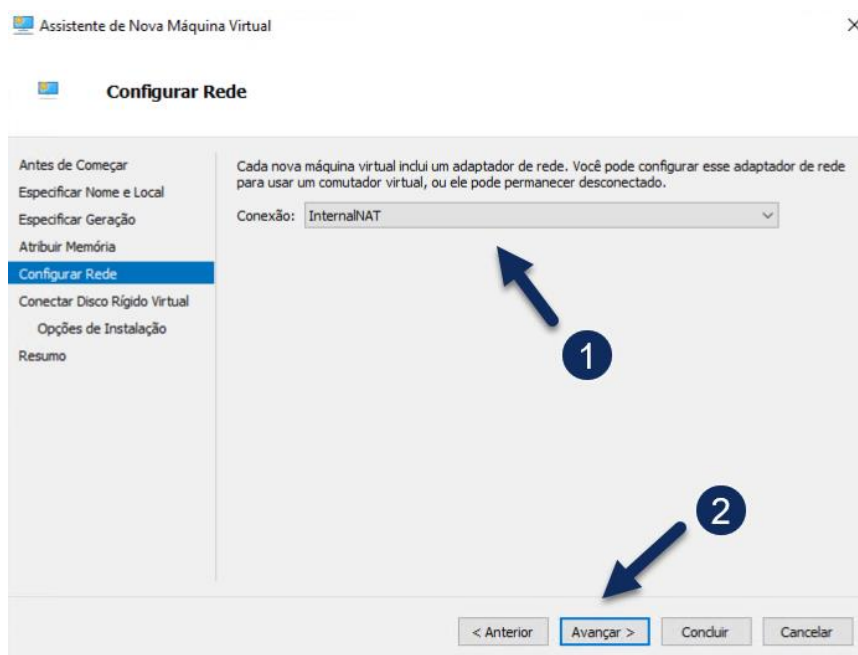 Assistente de Nova Máquina Virtual
Configurar Rede
Antes de Começar
Especificar Nome e Local
Especificar Geração
Atribuir Memória
Configurar Rede
Conectar Disco Rígido Virtual
Opções de Instalação
Resumo
Cada nova máquina virtual inclui um adaptador de rede. Você pode configurar esse adaptador de rede
para usar um comutador virtual, ou ele pode permanecer desconectado.
Conexão: InternalNAT
1
2
< Anterior Avançar > Concluir Cancelar